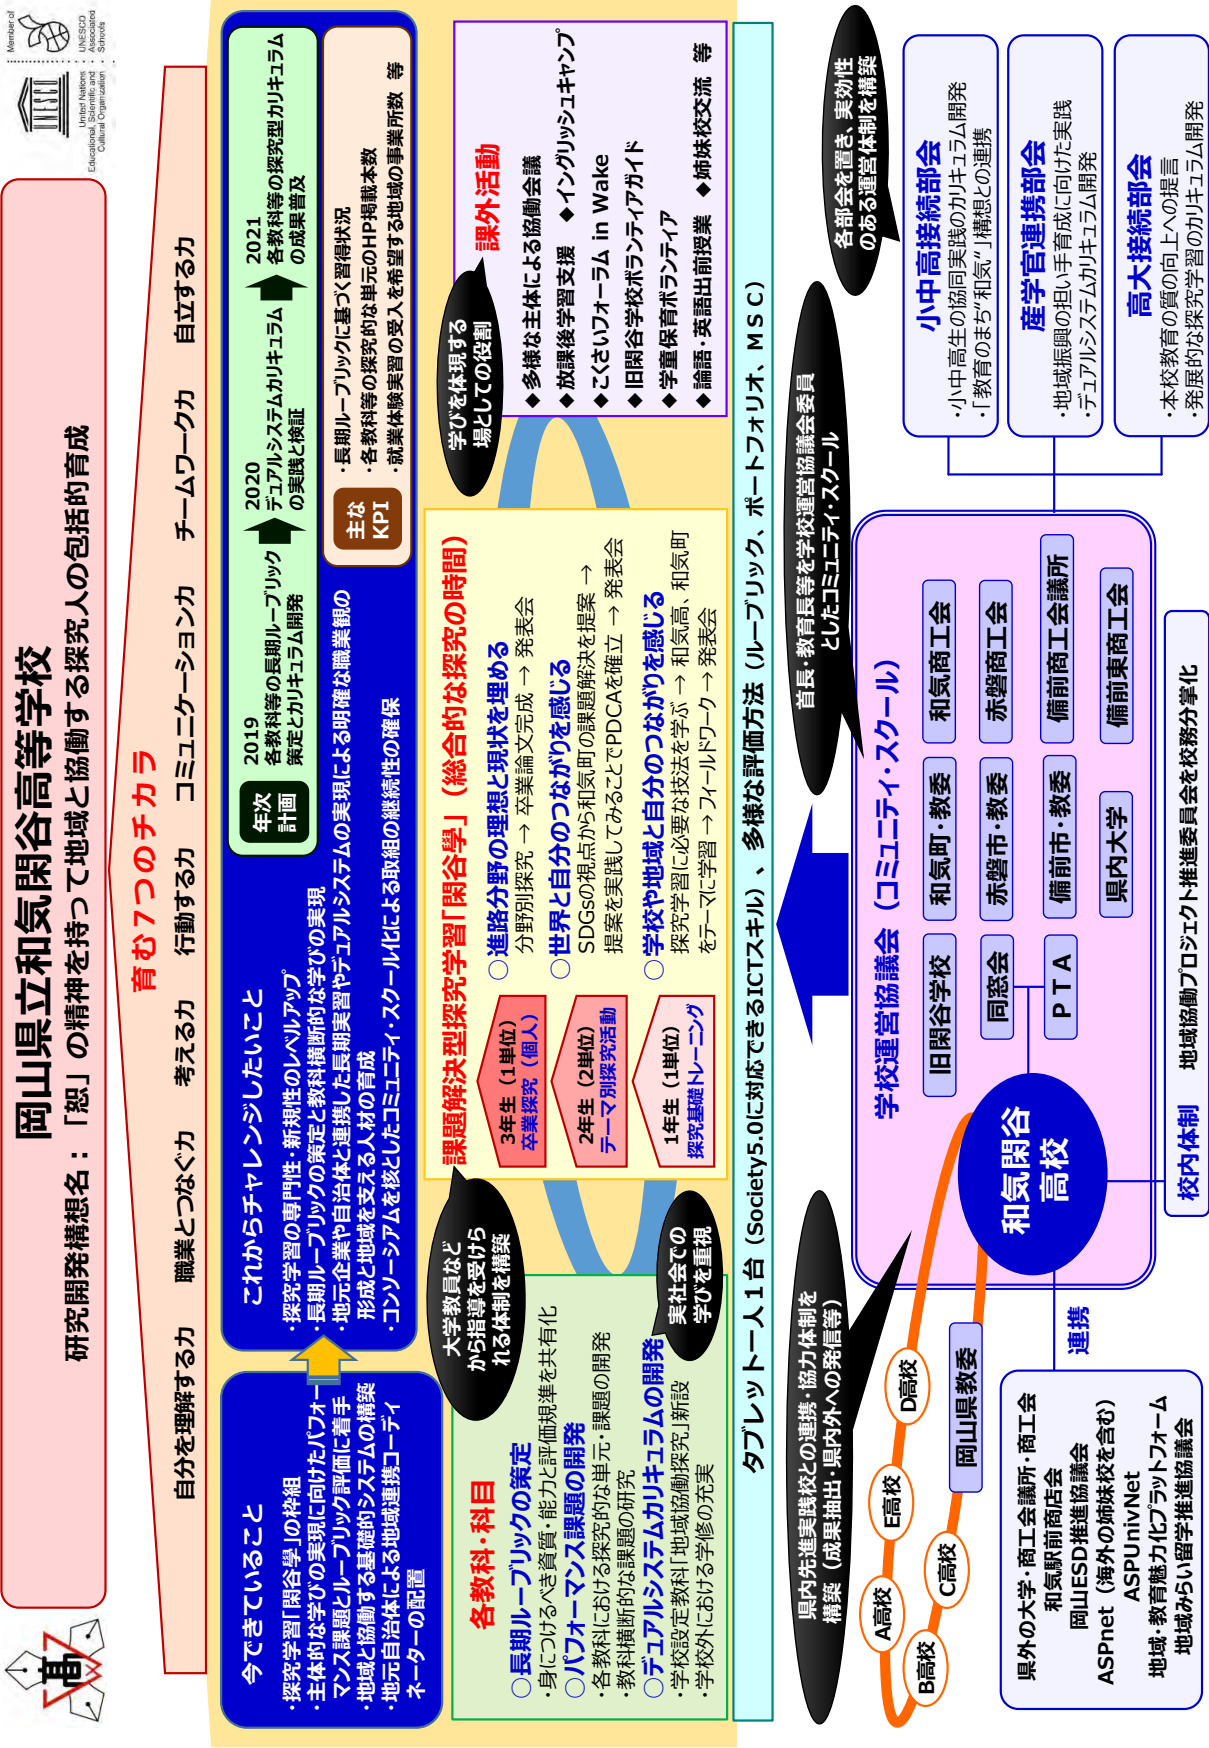 岡山県立和気閑谷高等学校
研究開発構想名：「恕」の精神を持って地域と協働する探究人の包括的育成
Member of
UNESCO
Associated
Schools
UNESCO
United Nations
Educational, Scientific and
Cultural Organization
高
育む７つのチカラ
自分を理解する力　職業とつなぐ力　考える力　行動する力　コミュニケーション力　チームワーク力　自立する力
今できていること
・探究学習「閑谷學」の枠組
・主体的な学びの実現に向けたパフォー
マンス課題とルーブリック評価に着手
・地域と協働する基礎的システムの構築
・地元自治体による地域連携コーディ
ネーターの配置
これからチャレンジしたいこと
・探究学習の専門性・新規性のレベルアップ
・長期ルーブリックの策定と教科横断的な学びの実現
・地元企業や自治体と連携した長期実習やデュアルシステムの実現による明確な職業観の
形成と地域を支える人材の育成
・コンソーシアムを核としたコミュニティ・スクール化による取組の継続性の確保
年次
計画
2019
各教科等の長期ルーブリック
策定とカリキュラム開発
2020
デュアルシステムカリキュラム
の実践と検証
2021
各教科等の探究型カリキュラム
の成果普及
主な
KPI
・長期ルーブリックに基づく習得状況
・各教科等の探究的な単元のHP掲載本数
・就業体験実習の受入を希望する地域の事業所数　等
各教科・科目
○長期ルーブリックの策定
・身につけるべき資質・能力と評価規準を共有化
○パフォーマンス課題の開発
・各教科における探究的な単元・課題の開発
・教科横断的な課題の研究
○デュアルシステムカリキュラムの開発
・学校設定教科「地域協働探究」新設
・学校外における学修の充実
大学教員など
から指導を受けら
れる体制を構築
実社会での
学びを重視
課題解決型探究学習「閑谷學」（総合的な探究の時間）
3年生（1単位）
卒業探究（個人）
○進路分野の理想と現状を埋める
分野別探究 → 卒業論文完成 → 発表会
2年生（2単位）
テーマ別探究活動
○世界と自分のつながりを感じる
SDGsの視点から和気町の課題解決を提案 →
提案を実践してみることでPDCAを確立 → 発表会
1年生（1単位）
探究基礎トレーニング
○学校や地域と自分のつながりを感じる
探究学習に必要な技法を学ぶ → 和気高、和気町
をテーマに学習 → フィールドワーク → 発表会
学びを体現する
場としての役割
課外活動
◆多様な主体による協働会議
◆放課後学習支援　◆イングリッシュキャンプ
◆こくさいフォーラム in Wake
◆旧閑谷学校ボランティアガイド
◆学童保育ボランティア
◆論語・英語出前授業　◆姉妹校交流　等
タブレット一人１台（Society5.0に対応できるICTスキル）、多様な評価方法（ルーブリック、ポートフォリオ、ＭＳＣ）
県内先進実践校との連携・協力体制を
構築（成果抽出・県内外への発信等）
首長・教育長等を学校運営協議会委員
としたコミュニティ・スクール
各部会を置き、実効性
のある運営体制を構築
A高校
B高校
C高校
D高校
E高校
岡山県教委
学校運営協議会（コミュニティ・スクール）
和気閑谷
高校
旧閑谷学校
同窓会
ＰＴＡ
和気町・教委
赤磐市・教委
備前市・教委
県内大学
和気商工会
赤磐商工会
備前商工会議所
備前東商工会
小中高接続部会
・小中高生の協同実践のカリキュラム開発
・「教育のまち“和気”」構想との連携
産学官連携部会
・地域振興の担い手育成に向けた実践
・デュアルシステムカリキュラム開発
高大接続部会
・本校教育の質の向上への提言
・発展的な探究学習のカリキュラム開発
連携
県外の大学・商工会議所・商工会
和気駅前商店会
岡山ESD推進協議会
ASPnet（海外の姉妹校を含む）
ASPUnivNet
地域・教育魅力化プラットフォーム
地域みらい留学推進協議会
校内体制　地域協働プロジェクト推進委員会を校務分掌化